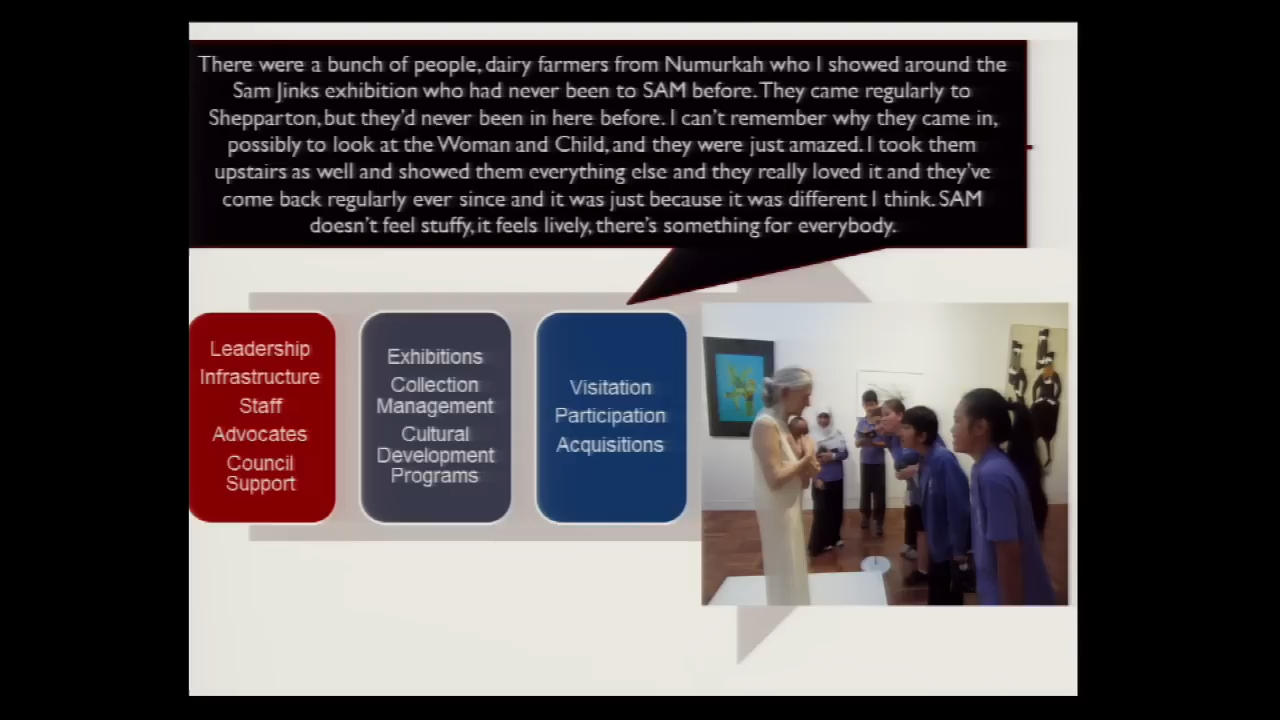 There were a bunch of people, dairy farmers from Numurkah who I showed around the
Sam Jinks exhibition who had never been to SAM before. They came regularly to
Shepparton, but they'd never been in here before. I can't remember why they came in,
possibly to look at the Woman and Child, and they were just amazed. I took them
upstairs as well and showed them everything else and they really loved it and they've
come back regularly ever since and it was just because it was different I think. SAM
doesn't feel stuffy, it feels lively, there's something for everybody.
Leadership
Infrastructure
Staff
Advocates
Council
Support
Exhibitions
Collection
Management
Cultural
Development
Programs
Visitation
Participation
Acquisitions